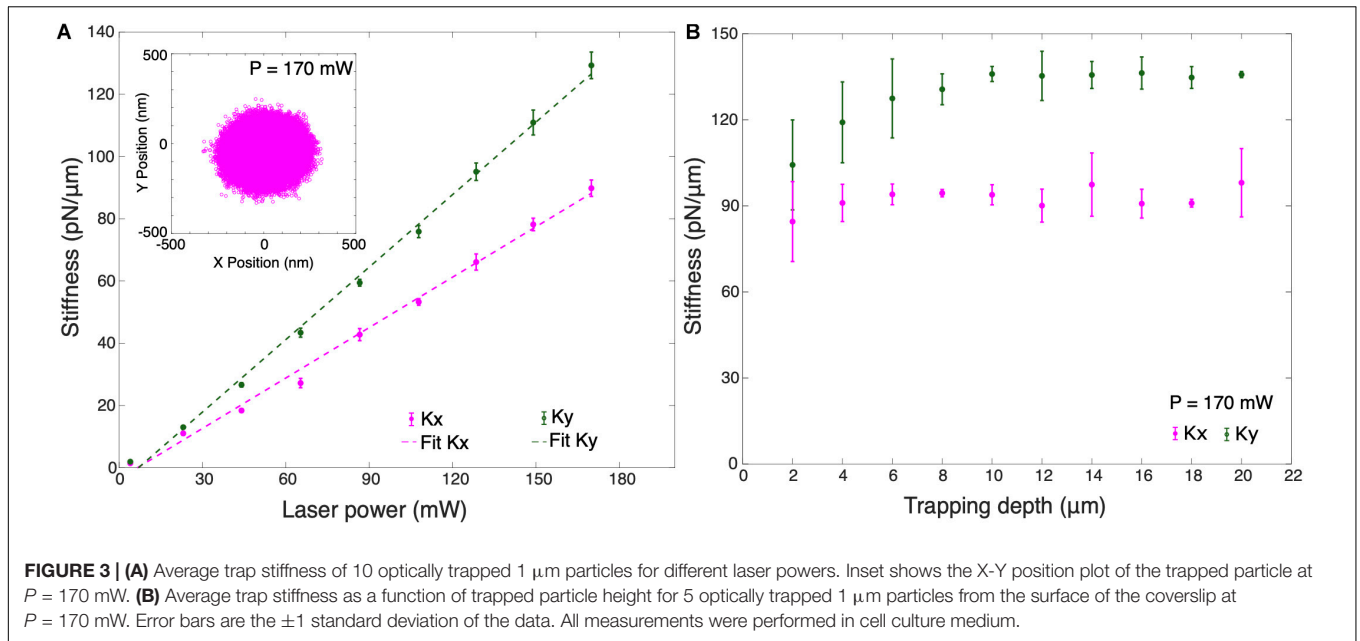 A
140
120
100
80
60
40
20
0
Stiffness (pN/µm)
0
30
60
90
120
150
180
Laser power (mW)
500
0
-500
Y Position (nm)
P = 170 mW
-500
0
500
X Position (nm)
Kx
Ky
Fit Kx
Fit Ky
B
150
120
90
60
30
0
Stiffness (pN/µm)
P = 170 mW
Kx Ky
2 4 6 8 10 12 14 16 18 20 22
Trapping depth (µm)
FIGURE 3 | (A) Average trap stiffness of 10 optically trapped 1 µm particles for different laser powers. Inset shows the X-Y position plot of the trapped particle at
P = 170 mW. (B) Average trap stiffness as a function of trapped particle height for 5 optically trapped 1 µm particles from the surface of the coverslip at
P = 170 mW. Error bars are the ±1 standard deviation of the data. All measurements were performed in cell culture medium.